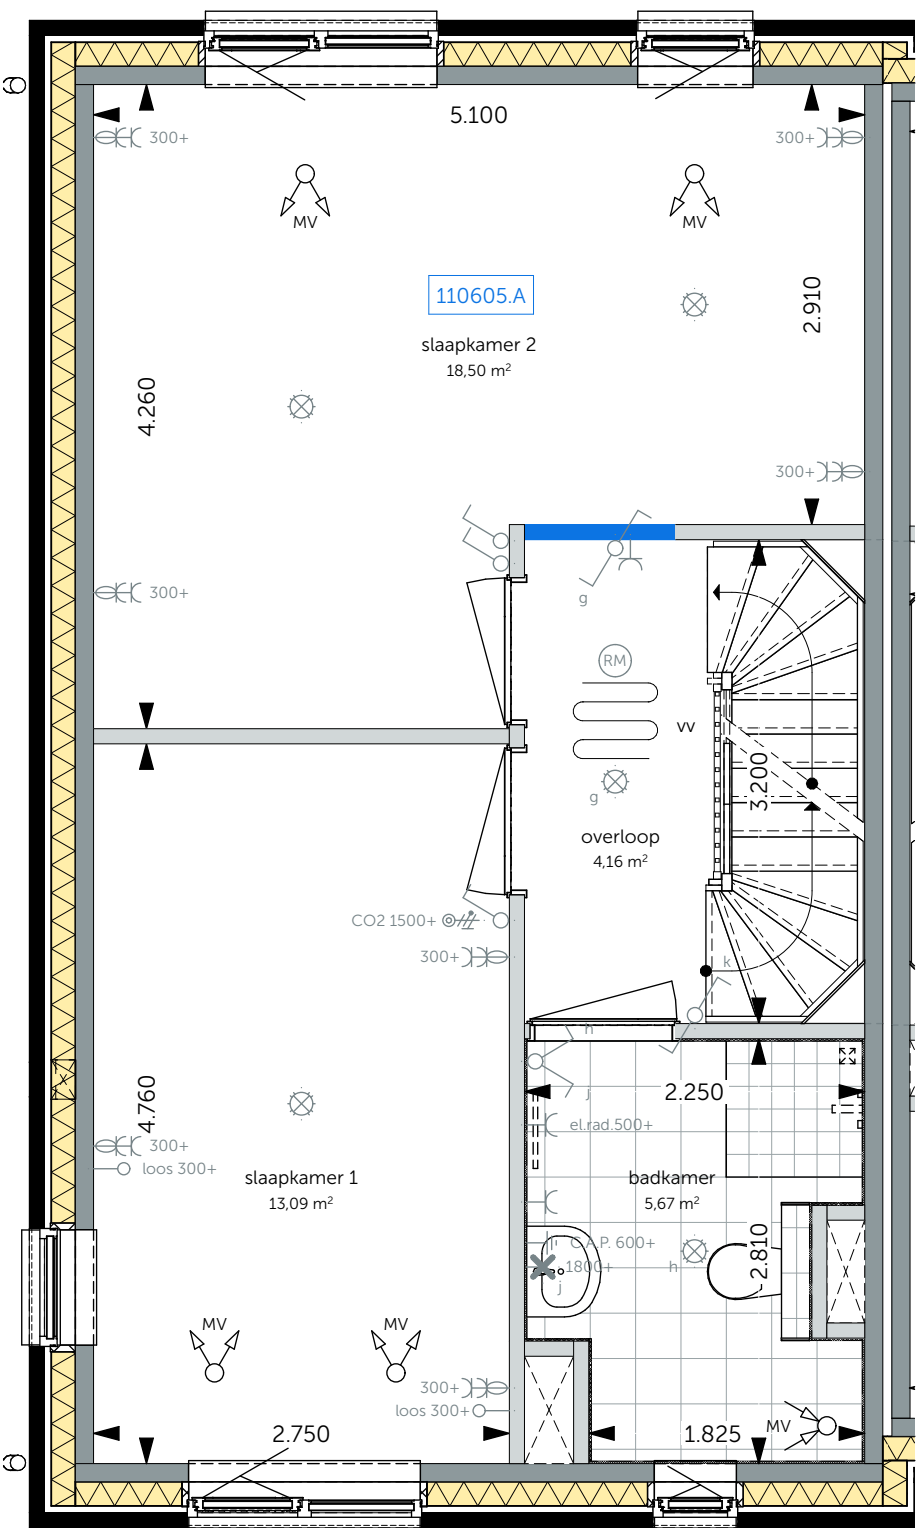 5.100
300+
300+
MV
MV
110605.A
2.910
slaapkamer 2
18,50 m²
4.260
300+
300+
g
RM
vv
3.200
g
overloop
4,16 m²
CO2 1500+
300+
k
h
j
2.250
4.760
el.rad.500+
300+
loos 300+
slaapkamer 1
13,09 m²
badkamer
5,67 m²
2.810
C.A.P. 600+
1800+
h
j
MV
MV
300+
loos 300+
2.750
1.825
MV